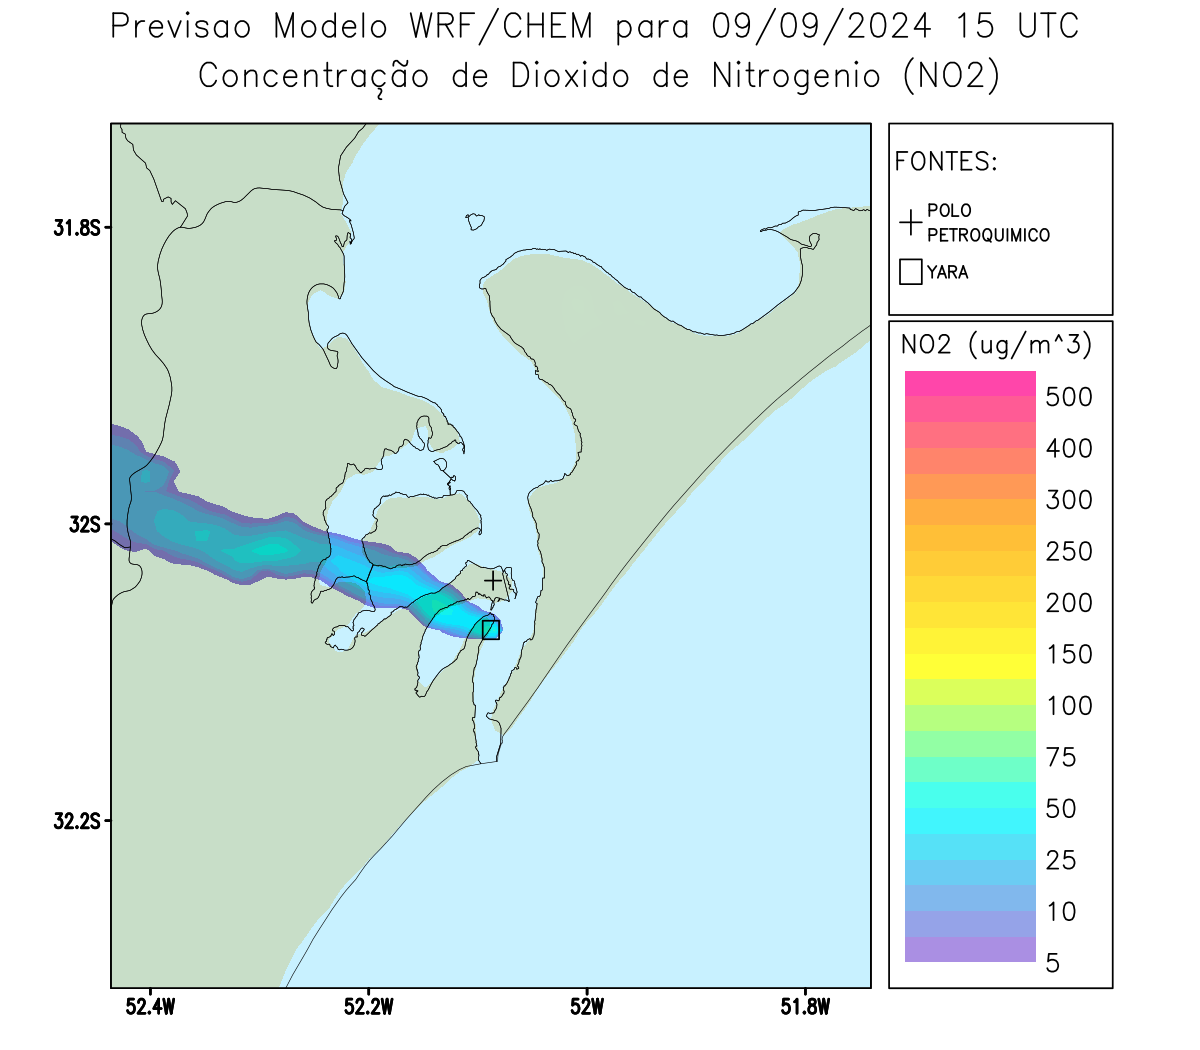 Previsao Modelo WRF/CHEM para 09/09/2024 15 UTC
Concentração de Dioxido de Nitrogenio (NO2)
FONTES:
POLO
PETROQUIMICO
YARA
NO2 (ug/m^3)
500
400
300
250
200
150
100
75
50
25
10
5
31.8S
32S
32.2S
52.4W
52.2W
52W
51.8W